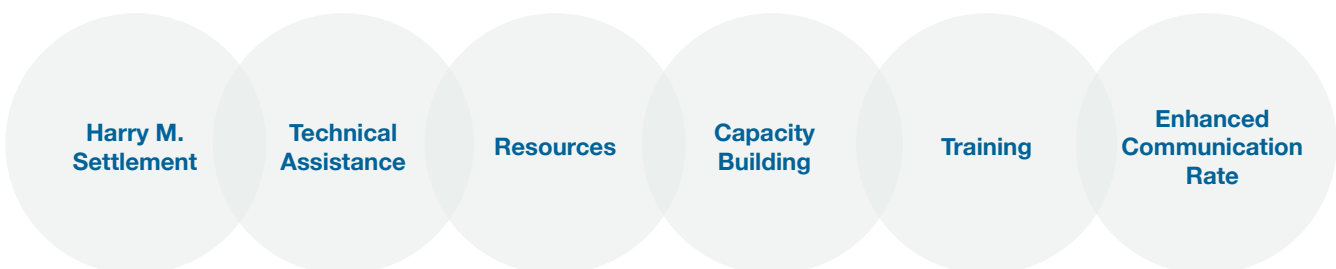 Harry M.
Settlement
Technical
Assistance
Resources
Capacity
Building
Training
Enhanced
Communication
Rate